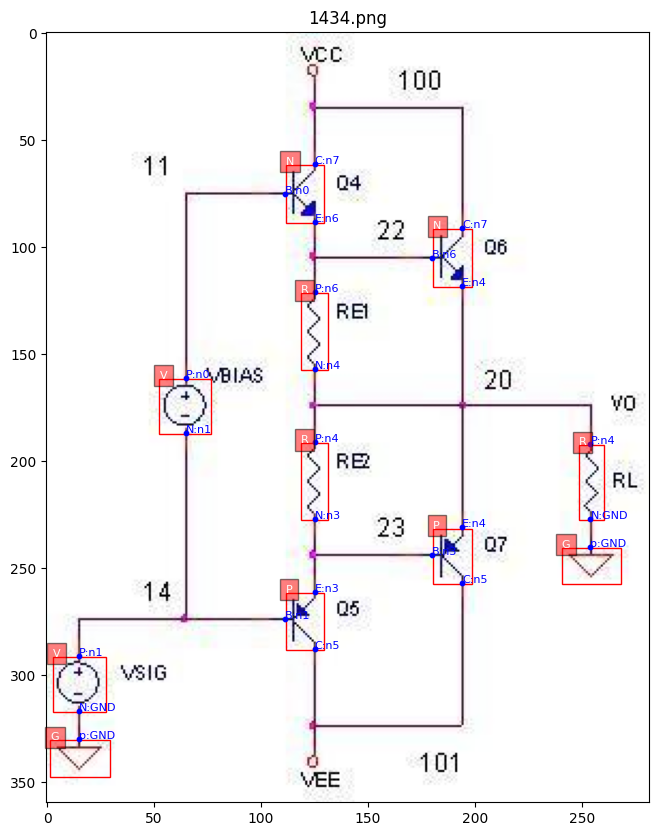 1434.png
VCC
100
C:n7
N
11
Q4
B:n0
E:n6
22
N
C:n7
Q6
B:n6
E:n4
R
P:n6
RE1
N:n4
V
P:n0
VBIAS
20
VO
N:n1
R
P:n4
RE2
N:n3
R
P:n4
RL
N:GND
23
P
E:n4
Q7
C:n5
G
p:GND
14
P
E:n3
Q5
C:n5
V
P:n1
VSIG
N:GND
G
p:GND
101
VEE
0
50
100
150
200
250
300
350
0
50
100
150
200
250